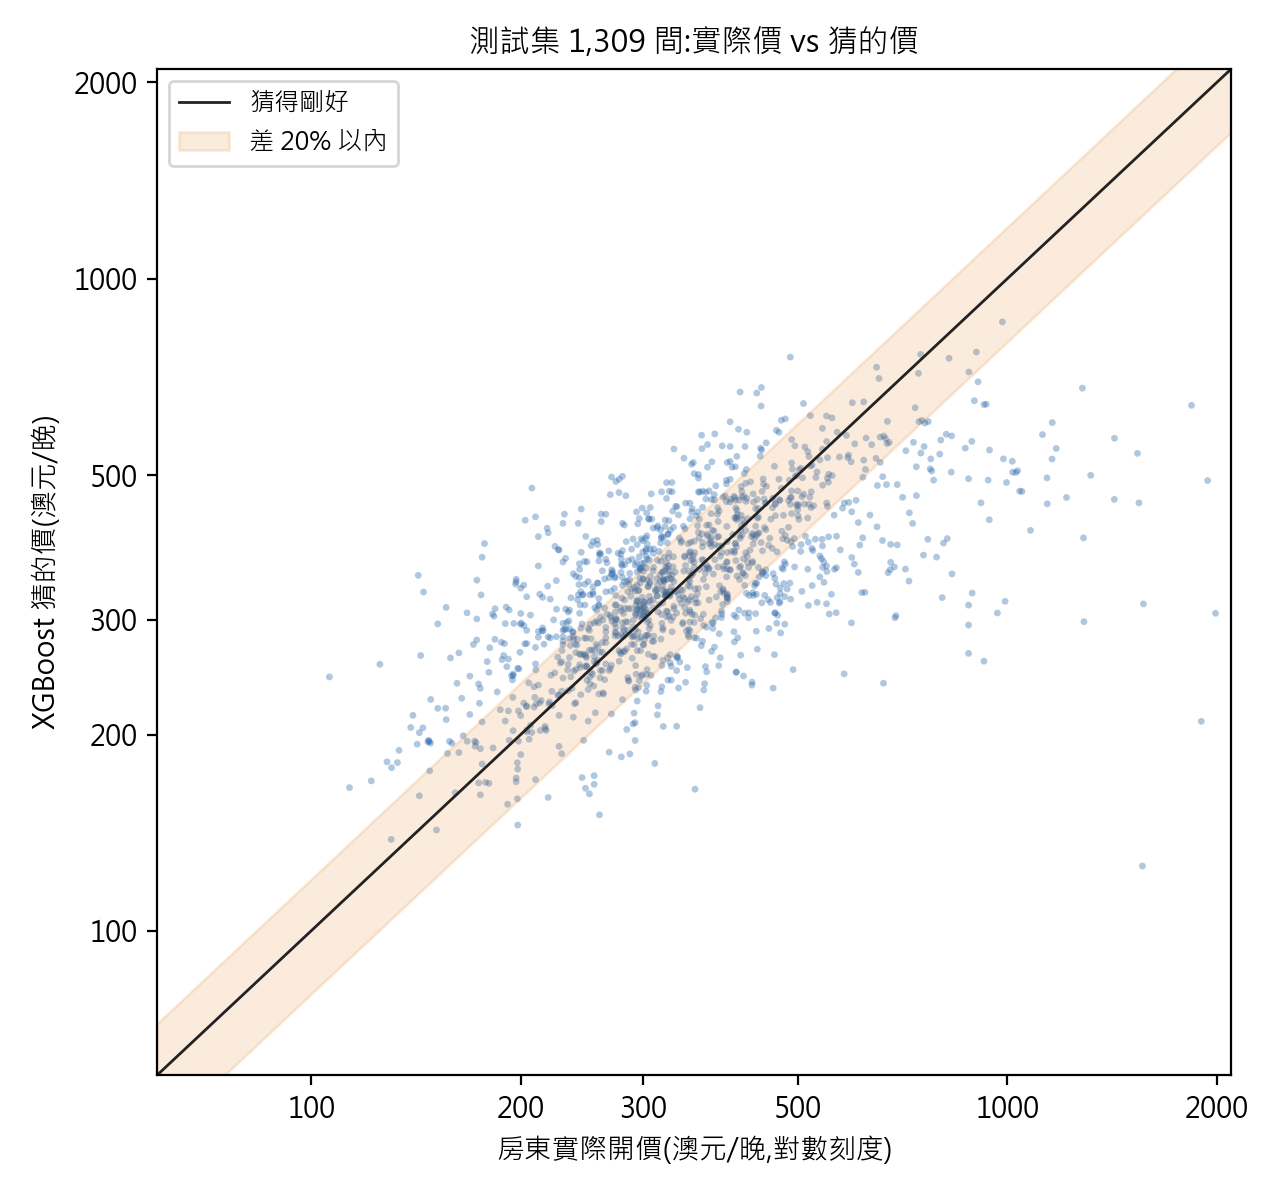 測試集 1,309 間:實際價 vs 猜的價
猜得剛好
差 20% 以內
XGBoost 猜的價(澳元/晚)
2000
1000
500
300
200
100
100 200 300 500 1000 2000
房東實際開價(澳元/晚,對數刻度)